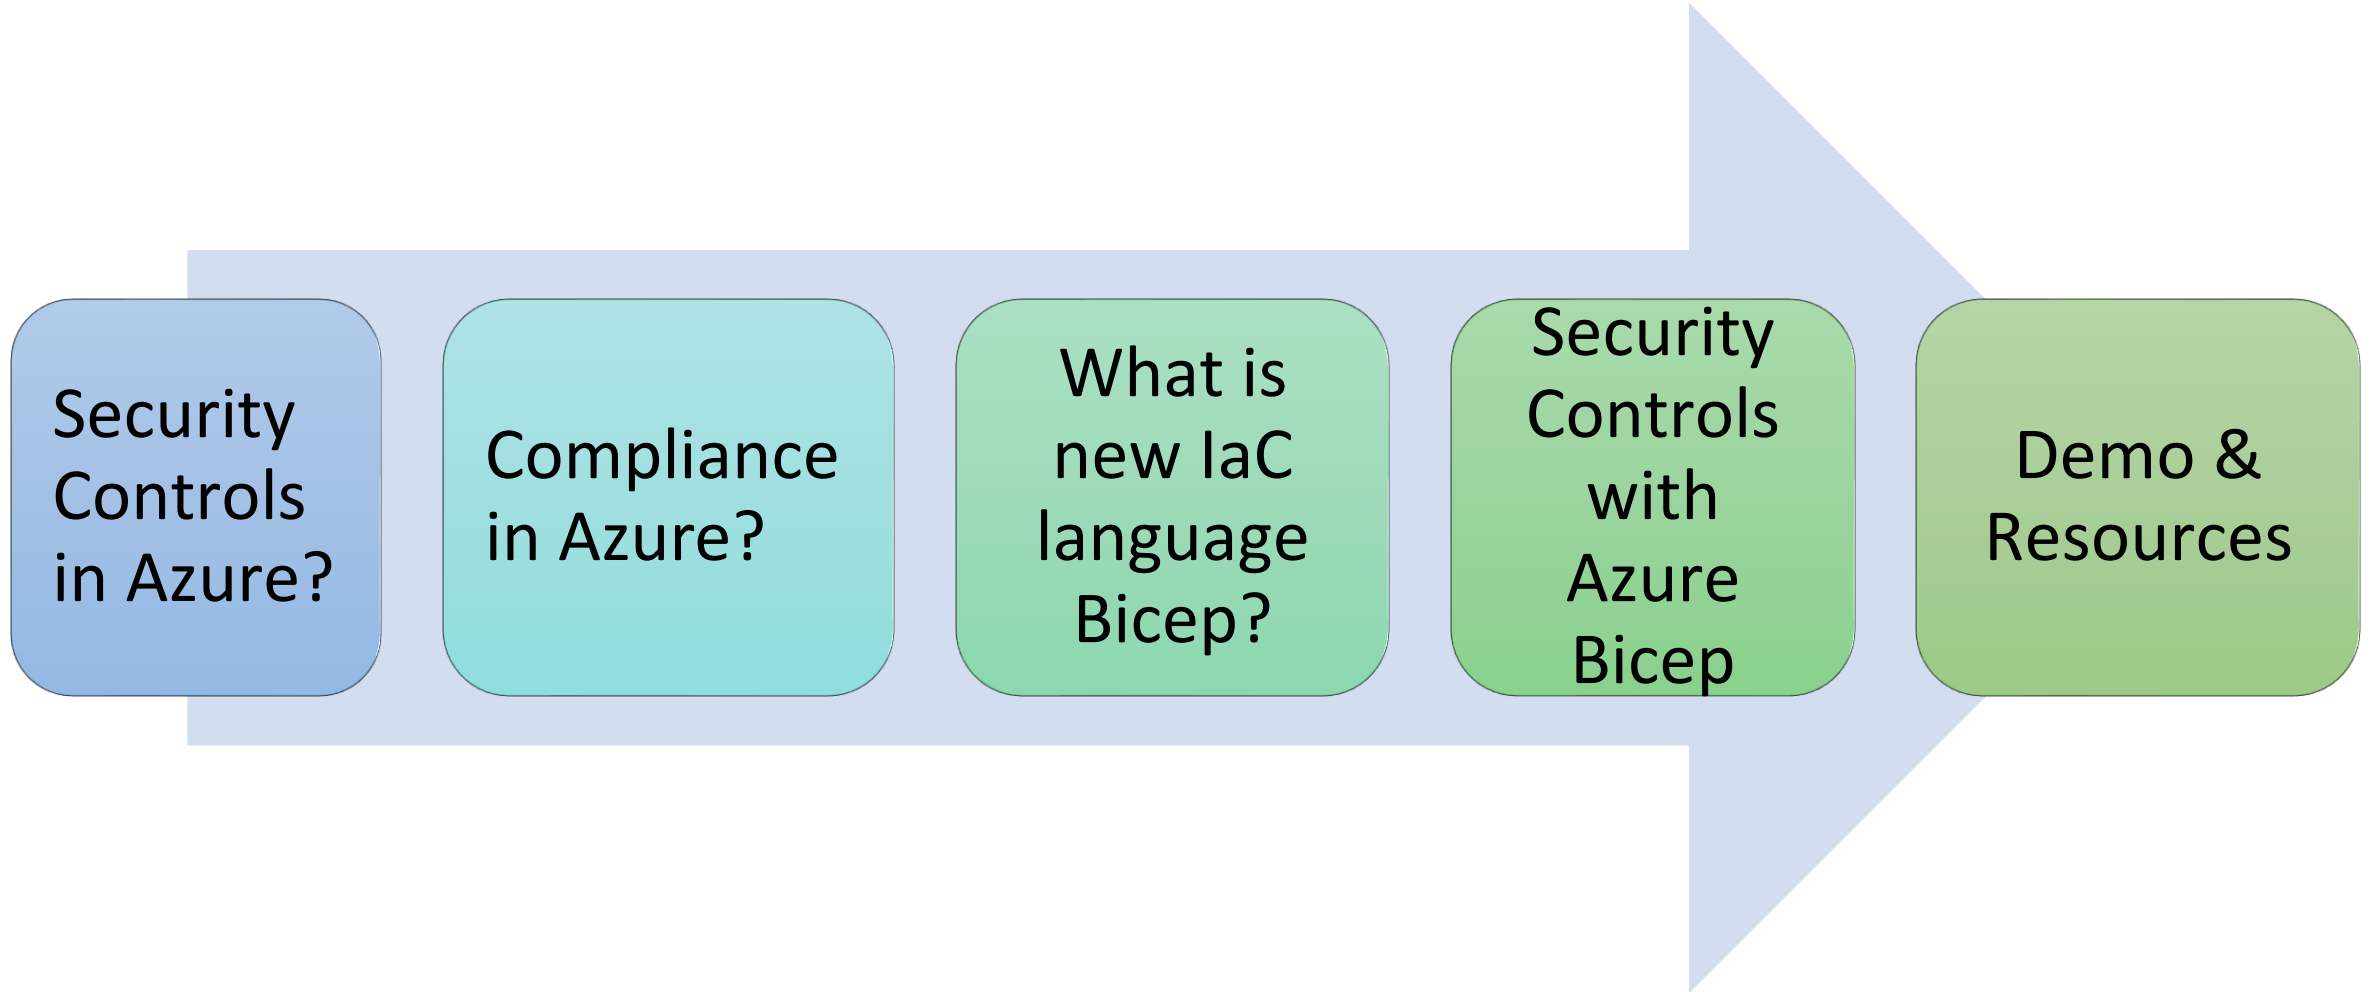 Security
Controls
in Azure?
Compliance
in Azure?
What is
new IaC
language
Bicep?
Security
Controls
with
Azure
Bicep
Demo &
Resources